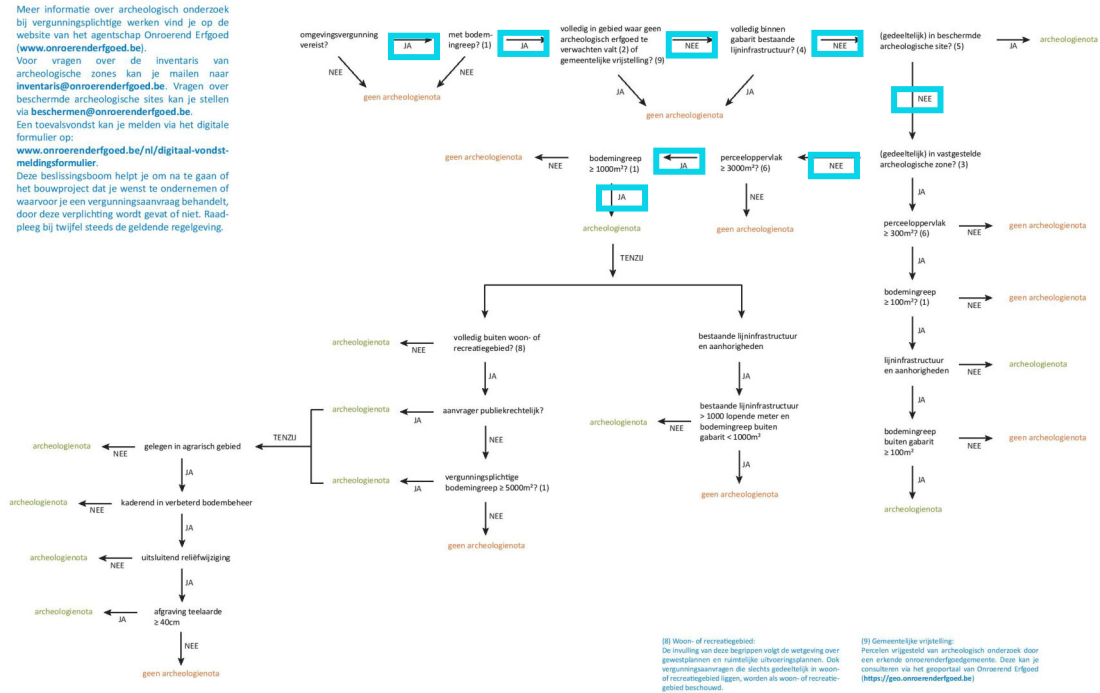 Meer informatie over archeologisch onderzoek
bij vergunningsplichtige werken vind je op de
website van het agentschap Onroerend Erfgoed
(www.onroerenderfgoed.be).
Voor vragen over de inventaris van
archeologische zones kan je mailen naar
inventaris@onroerenderfgoed.be. Vragen over
beschermde archeologische sites kan je stellen
via beschermen@onroerenderfgoed.be.
Een toevalsvondst kan je melden via het digitale
formulier op:
www.onroerenderfgoed.be/nl/digitaal-vondst-
meldingsformulier.
Deze beslissingsboom helpt je om na te gaan of
het bouwproject dat je wenst te ondernemen of
waarvoor je een vergunningsaanvraag behandelt,
door deze verplichting wordt gevat of niet. Raad-
pleeg bij twijfel steeds de geldende regelgeving.
omgevingsvergunning
vereist?
JA
NEE
met bodem-
ingreep? (1)
JA
NEE
geen archeologienota
volledig in gebied waar geen
archeologisch erfgoed te
verwachten valt (2) of
gemeentelijke vrijstelling? (9)
NEE
JA
volledig binnen
gabarit bestaande
lijninfrastructuur? (4)
NEE
JA
geen archeologienota
(gedeeltelijk) in beschermde
archeologische site? (5)
JA
archeologienota
NEE
(gedeeltelijk) in vastgestelde
archeologische zone? (3)
NEE
perceeloppervlak
≥ 3000m²? (6)
JA
bodemingreep
≥ 1000m²? (1)
NEE
geen archeologienota
JA
archeologienota
NEE
geen archeologienota
JA
perceeloppervlak
≥ 300m²? (6)
NEE
geen archeologienota
JA
bodemingreep
≥ 100m²? (1)
NEE
geen archeologienota
JA
lijninfrastructuur
en aanhorigheden
NEE
archeologienota
JA
bodemingreep
buiten gabarit
≥ 100m²
NEE
geen archeologienota
JA
archeologienota
TENZIJ
volledig buiten woon- of
recreatiegebied? (8)
NEE
archeologienota
JA
aanvrager publiekrechtelijk?
JA
archeologienota
NEE
vergunningsplichtige
bodemingreep ≥ 5000m²? (1)
JA
archeologienota
NEE
geen archeologienota
bestaande lijninfrastructuur
en aanhorigheden
JA
bestaande lijninfrastructuur
> 1000 lopende meter en
bodemingreep buiten
gabarit < 1000m²
NEE
archeologienota
JA
geen archeologienota
TENZIJ
gelegen in agrarisch gebied
NEE
archeologienota
JA
kaderend in verbeterd bodembeheer
NEE
archeologienota
JA
uitsluitend reliëfwijziging
NEE
archeologienota
JA
afgraving teelaarde
≥ 40cm
JA
archeologienota
NEE
geen archeologienota
(8) Woon- of recreatiegebied:
De invulling van deze begrippen volgt de wetgeving over
gewestplannen en ruimtelijke uitvoeringsplannen. Ook
vergunningsaanvragen die slechts gedeeltelijk in woon-
of recreatiegebied liggen, worden als woon- of recreatie-
gebied beschouwd.
(9) Gemeentelijke vrijstelling:
Percelen vrijgesteld van archeologisch onderzoek door
een erkende onroerenderfgoedgemeente. Deze kan je
consulteren via het geoportaal van Onroerend Erfgoed
(https://geo.onroerenderfgoed.be)